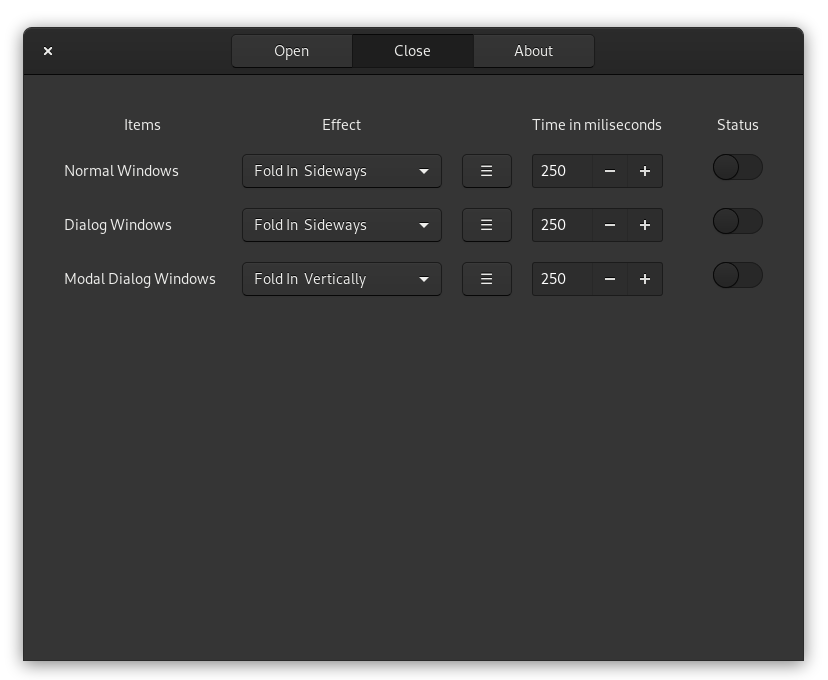 Open Close About
Items Effect Time in miliseconds Status
Normal Windows Fold In Sideways 250
Dialog Windows Fold In Sideways 250
Modal Dialog Windows Fold In Vertically 250